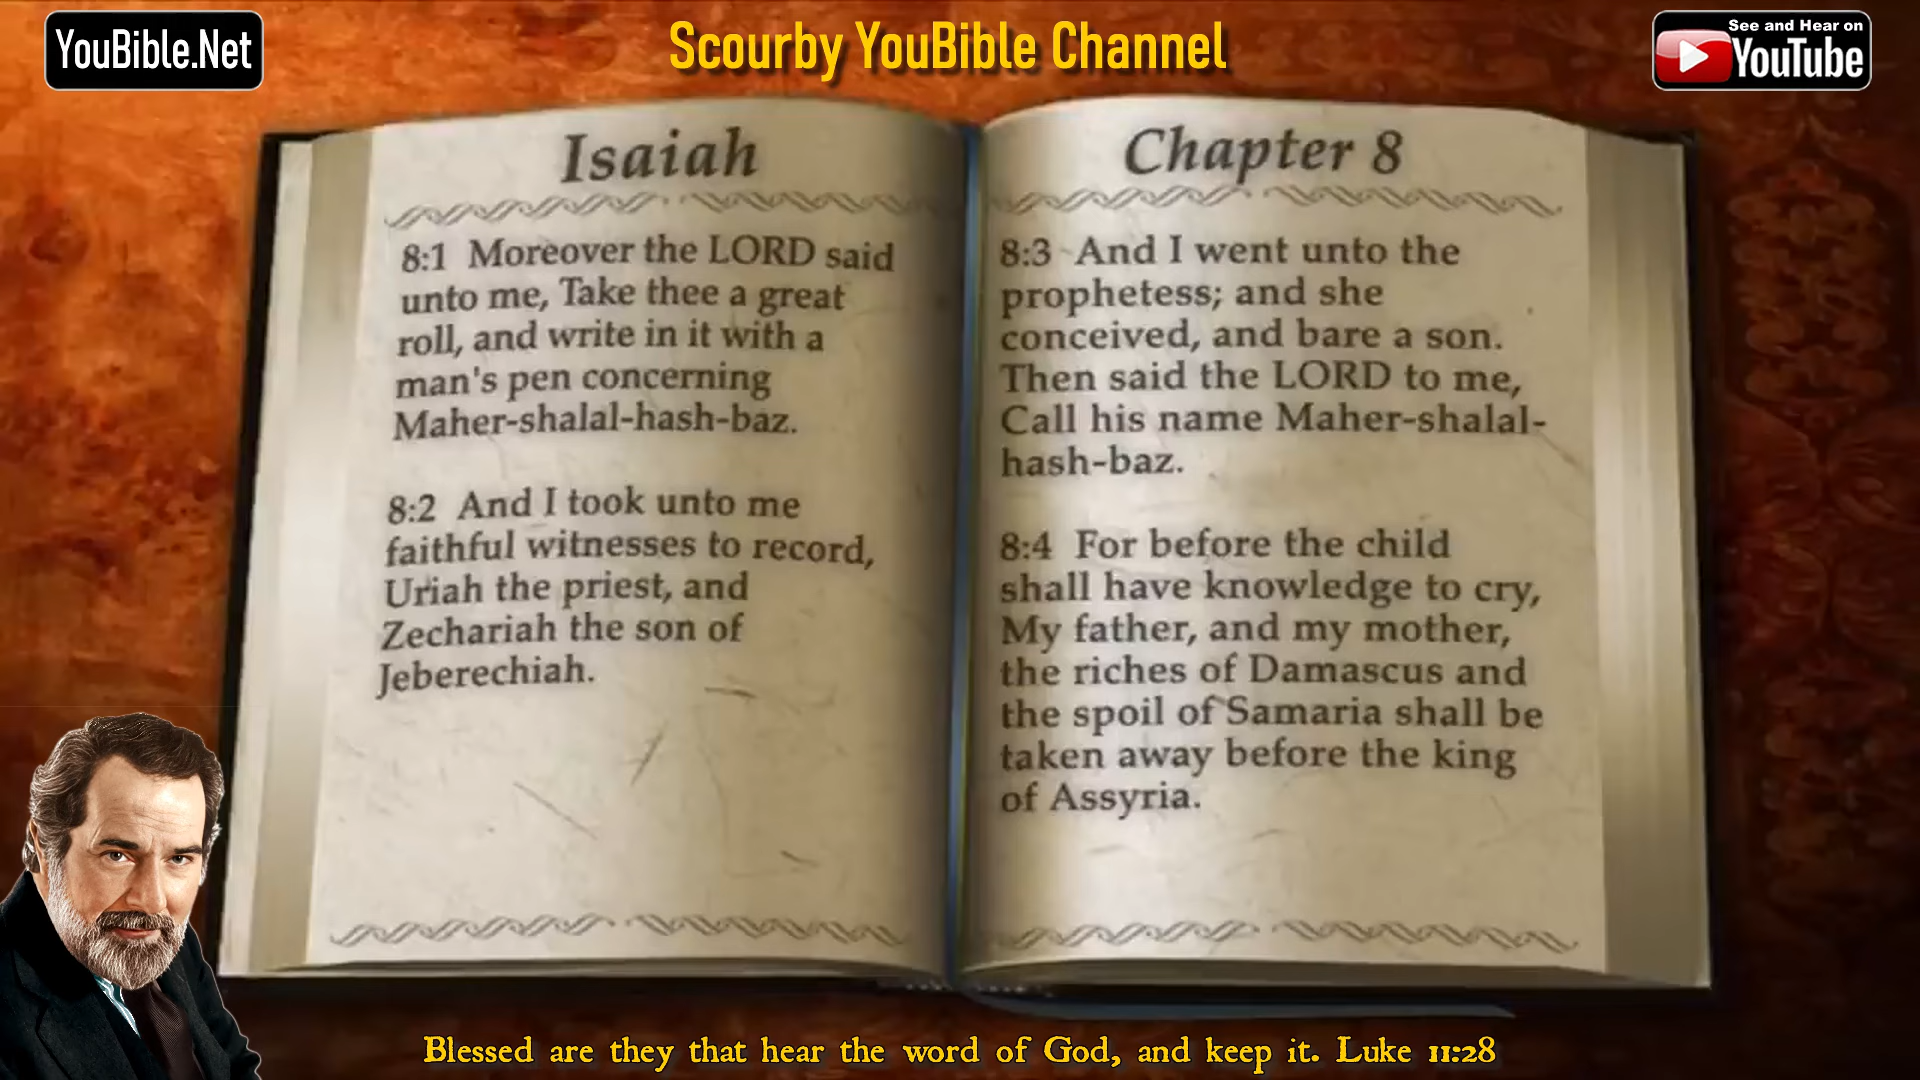 YouBible.Net
Scourby YouBible Channel
See and Hear on
YouTube
Isaiah
8:1 Moreover the LORD said
unto me, Take thee a great
roll, and write in it with a
man's pen concerning
Maher-shalal-hash-baz.
8:2 And I took unto me
faithful witnesses to record,
Uriah the priest, and
Zechariah the son of
Jeberechiah.
Chapter 8
8:3 And I went unto the
prophetess; and she
conceived, and bare a son.
Then said the LORD to me,
Call his name Maher-shalal-
hash-baz.
8:4 For before the child
shall have knowledge to cry,
My father, and my mother,
the riches of Damascus and
the spoil of Samaria shall be
taken away before the king
of Assyria.
Blessed are they that hear the word of God, and keep it. Luke 11:28